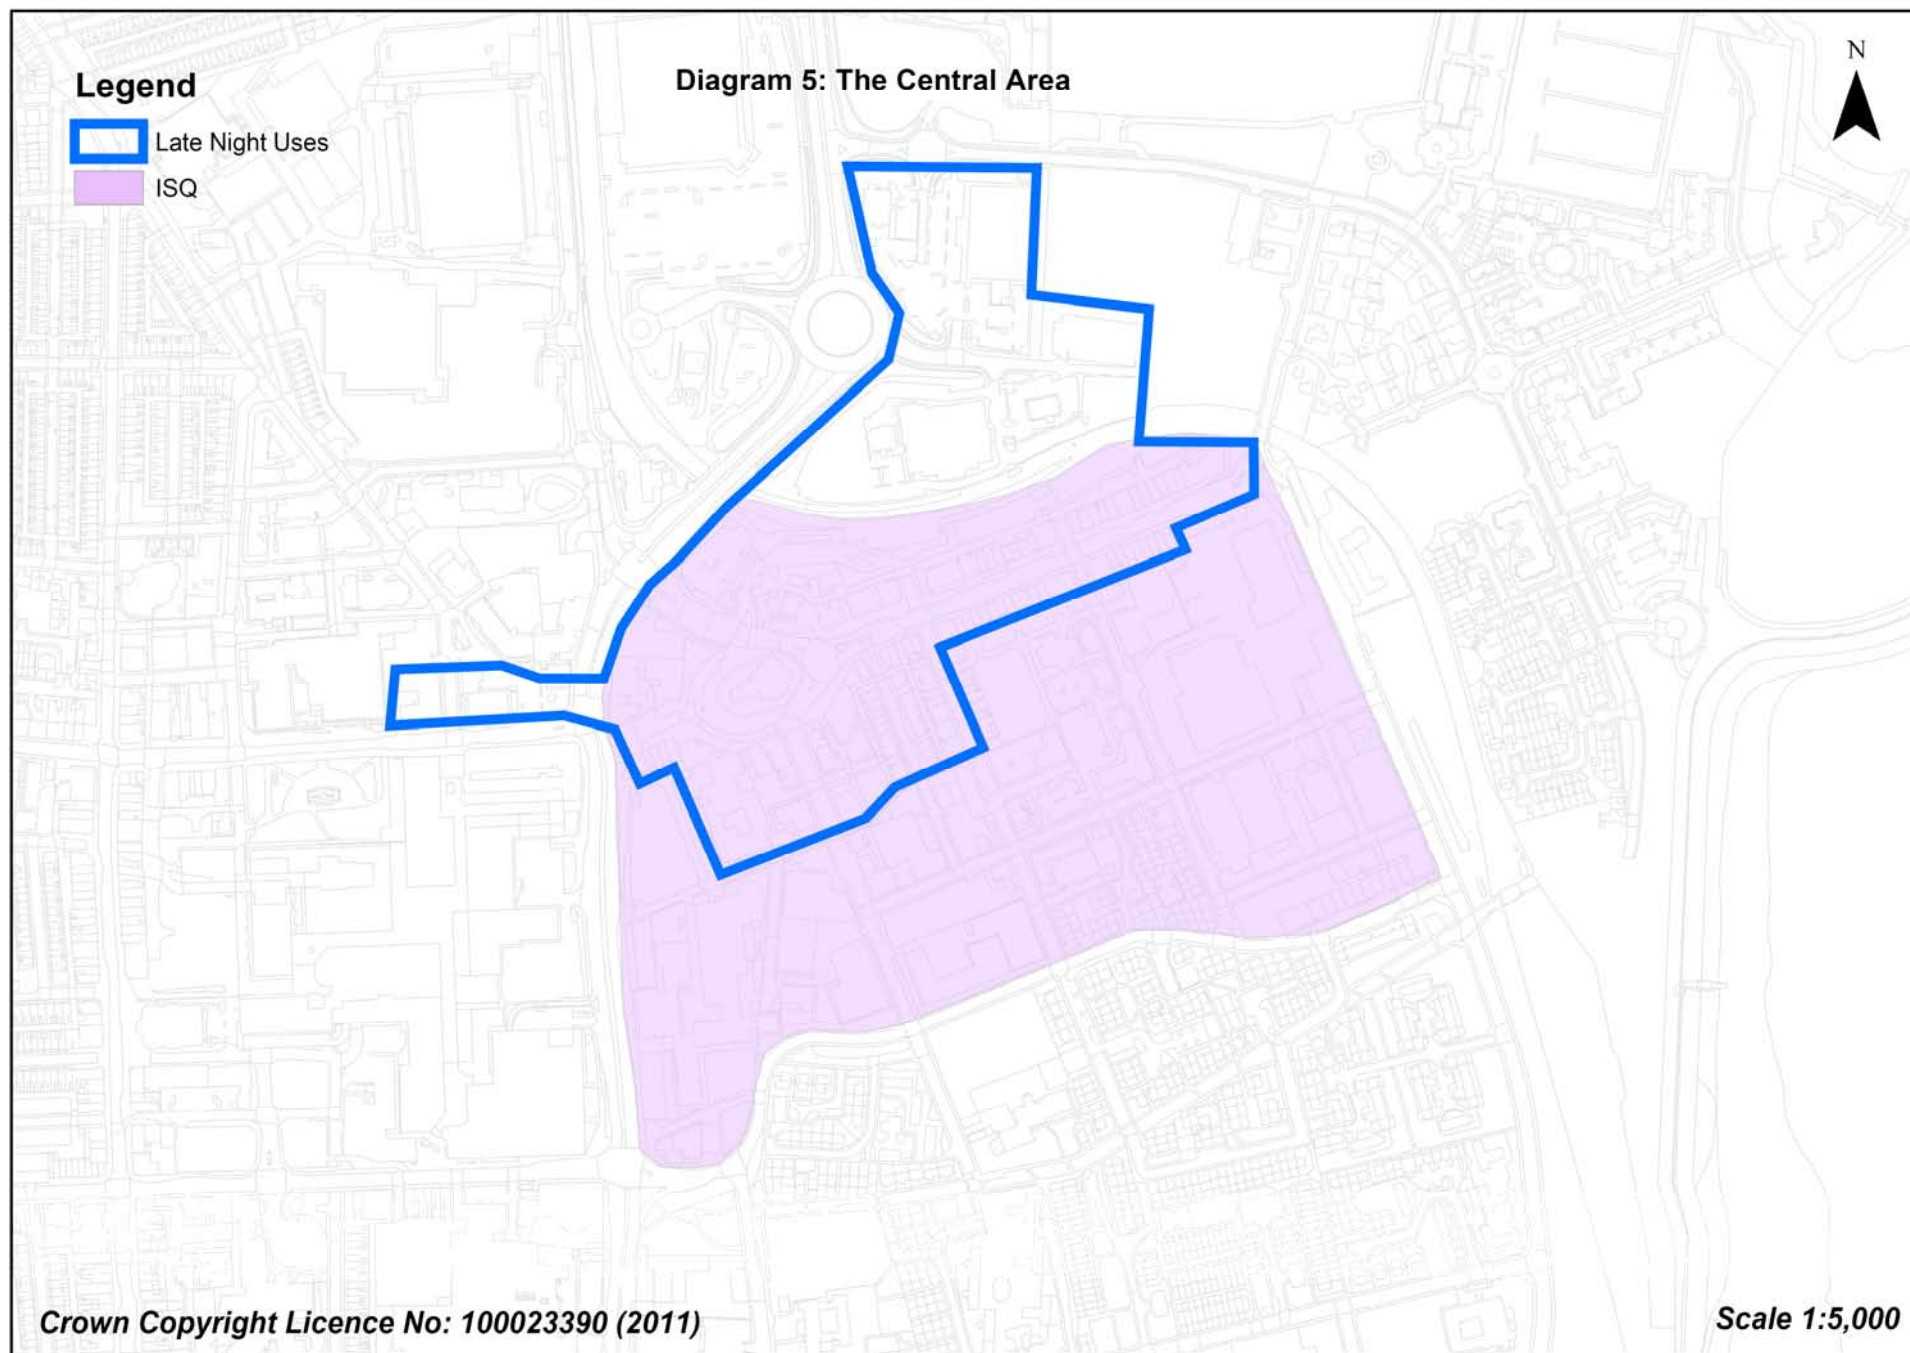 Diagram 5: The Central Area
N
Legend
Late Night Uses
ISQ
Crown Copyright Licence No: 100023390 (2011)
Scale 1:5,000